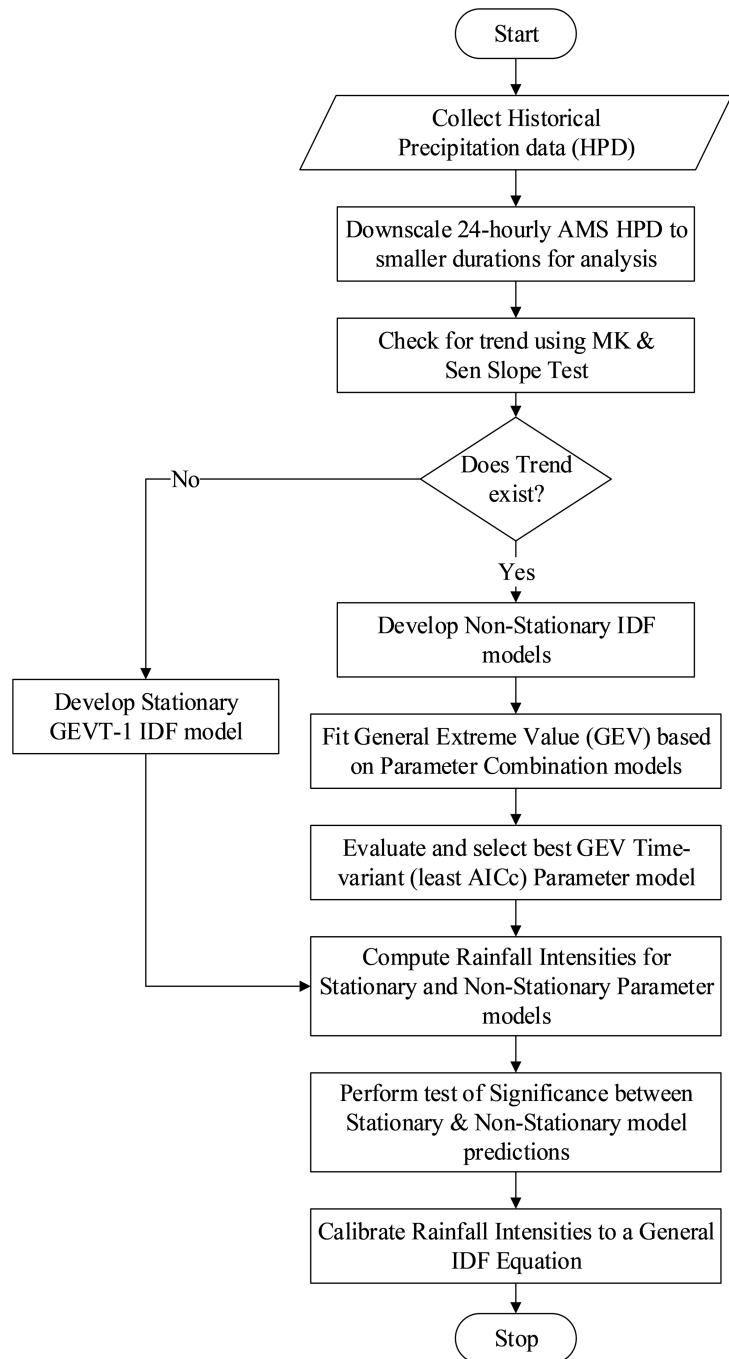 Start
Collect Historical
Precipitation data (HPD)
Downscale 24-hourly AMS HPD to
smaller durations for analysis
Check for trend using MK &
Sen Slope Test
Does Trend
exist?
No
Yes
Develop Non-Stationary IDF
models
Develop Stationary
GEVT-1 IDF model
Fit General Extreme Value (GEV) based
on Parameter Combination models
Evaluate and select best GEV Time-
variant (least AICc) Parameter model
Compute Rainfall Intensities for
Stationary and Non-Stationary Parameter
models
Perform test of Significance between
Stationary & Non-Stationary model
predictions
Calibrate Rainfall Intensities to a General
IDF Equation
Stop